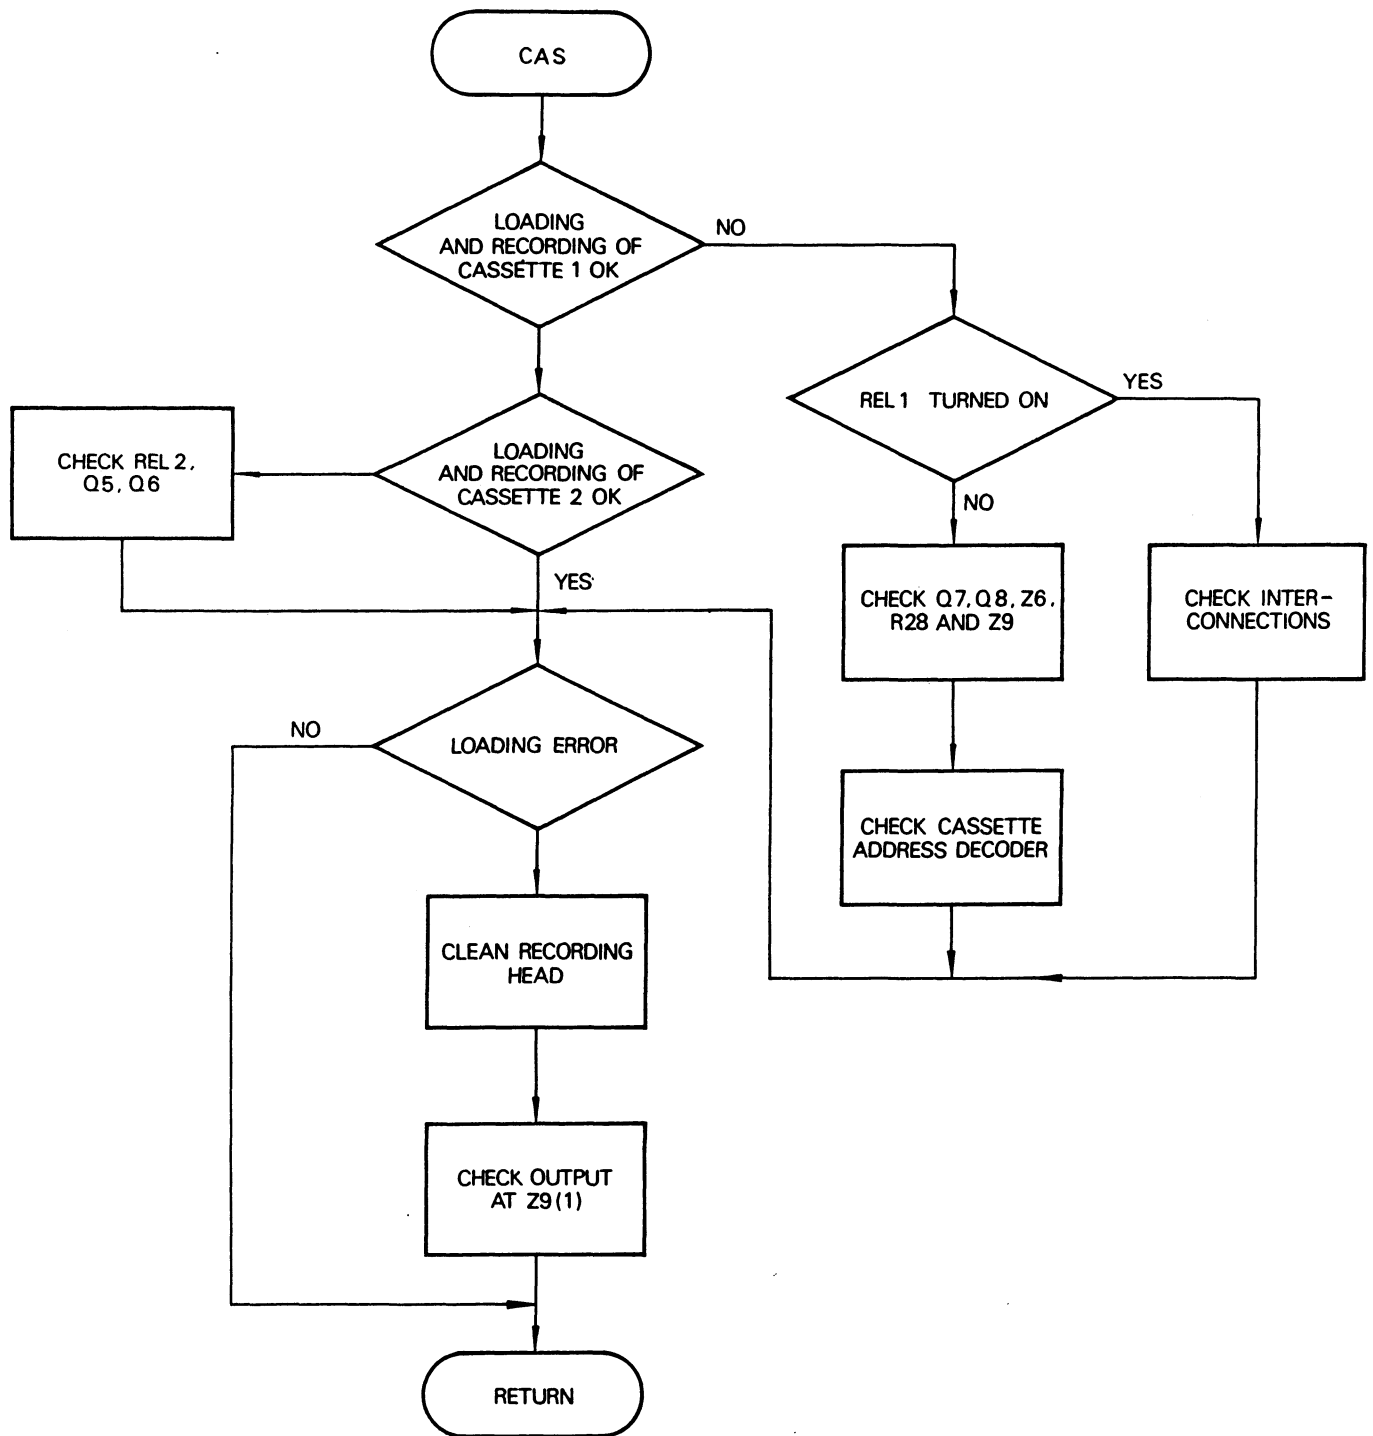 CAS
LOADING
AND RECORDING OF
CASSETTE 1 OK
NO
REL 1 TURNED ON
YES
LOADING
AND RECORDING OF
CASSETTE 2 OK
CHECK REL 2,
Q5, Q6
YES
NO
CHECK Q7, Q8, Z6,
R28 AND Z9
CHECK INTER-
CONNECTIONS
NO
LOADING ERROR
CHECK CASSETTE
ADDRESS DECODER
CLEAN RECORDING
HEAD
CHECK OUTPUT
AT Z9(1)
RETURN